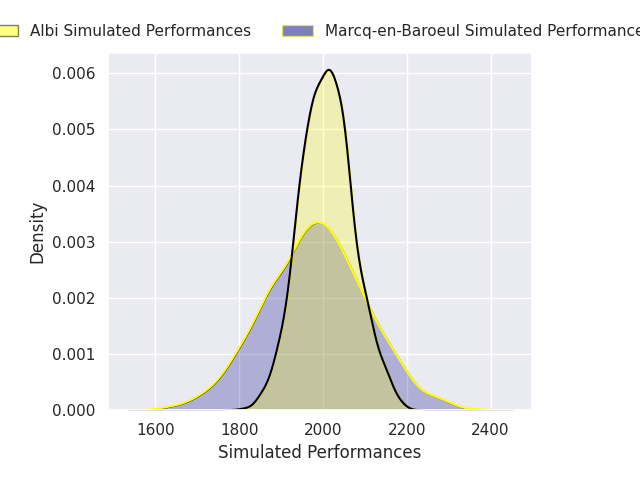 Albi Simulated Performances
Marcq-en-Baroeul Simulated Performance
0.006
0.005
0.004
0.003
0.002
0.001
0.000
Density
1600 1800 2000 2200 2400
Simulated Performances